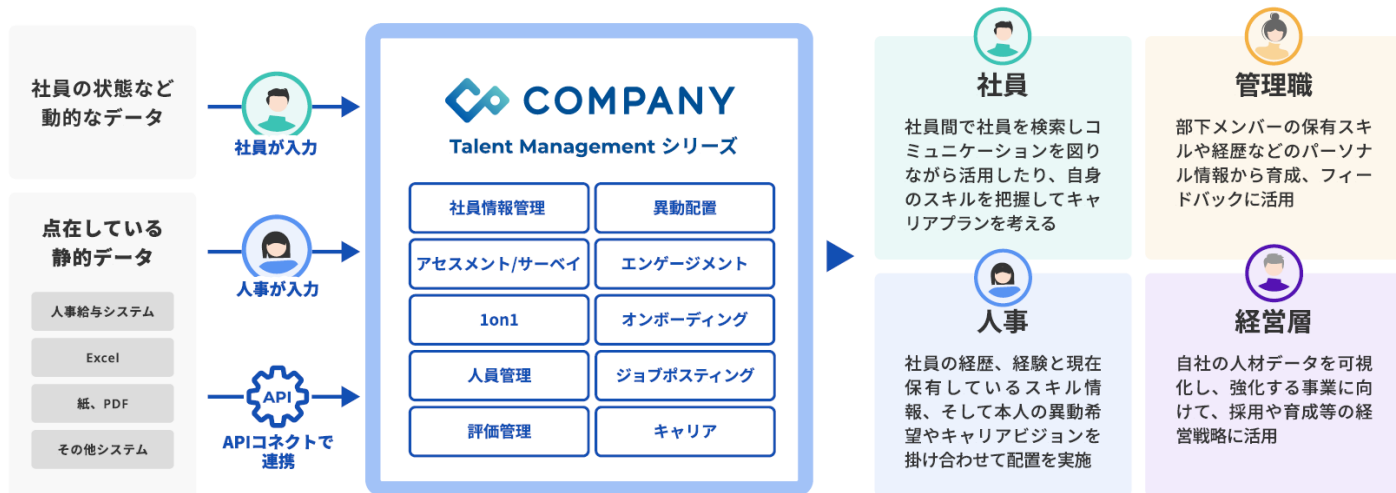 社員の状態など
動的なデータ
社員が入力
点在している
静的データ
人事給与システム
Excel
紙、PDF
その他システム
人事が入力
API
APIコネクトで
連携
COMPANY
Talent Management シリーズ
社員情報管理
異動配置
アセスメント/サーベイ
エンゲージメント
1on1
オンボーディング
人員管理
ジョブポスティング
評価管理
キャリア
社員
社員間で社員を検索しコ
ミュニケーションを図り
ながら活用したり、自身
のスキルを把握してキャ
リアプランを考える
管理職
部下メンバーの保有スキ
ルや経歴などのパーソナ
ル情報から育成、フィー
ドバックに活用
人事
社員の経歴、経験と現在
保有しているスキル情
報、そして本人の異動希
望やキャリアビジョンを
掛け合わせて配置を実施
経営層
自社の人材データを可視
化し、強化する事業に向
けて、採用や育成等の経
営戦略に活用